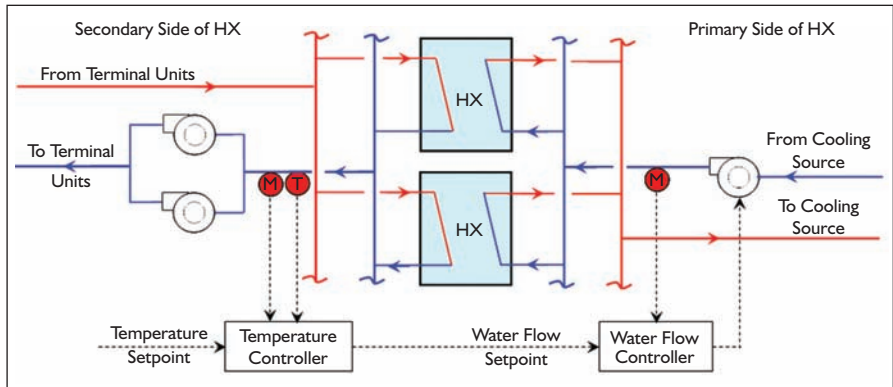 Secondary Side of HX
Primary Side of HX
From Terminal Units
HX
To Terminal
Units
M
T
M
From Cooling
Source
HX
To Cooling
Source
Temperature
Setpoint
Temperature
Controller
Water Flow
Setpoint
Water Flow
Controller